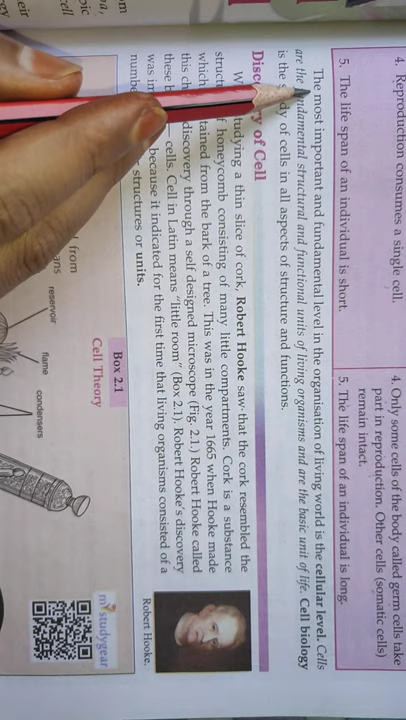 4. Reproduction consumes a single cell.
5. The life span of an individual is short.
4. Only some cells of the body called germ cells take
part in reproduction. Other cells (somatic cells)
remain intact.
5. The life span of an individual is long.
The most important and fundamental level in the organisation of living world is the cellular level. Cells
are the fundamental structural and functional units of living organisms and are the basic unit of life. Cell biology
is the dy of cells in all aspects of structure and functions.
Discovery of Cell
tudying a thin slice of cork, Robert Hooke saw that the cork resembled the
struct f honeycomb consisting of many little compartments. Cork is a substance
which tained from the bark of a tree. This was in the year 1665 when Hooke made
this ch discovery through a self designed microscope (Fig. 2.1.) Robert Hooke called
these b cells. Cell in Latin means "little room" (Box 2.1). Robert Hooke's discovery
was im because it indicated for the first time that living organisms consisted of a
numbe structures or units.
Robert Hooke.
Box 2.1
Cell Theory
from
ans
reservoir
flame
condensers
my studygear
om
cell
eir